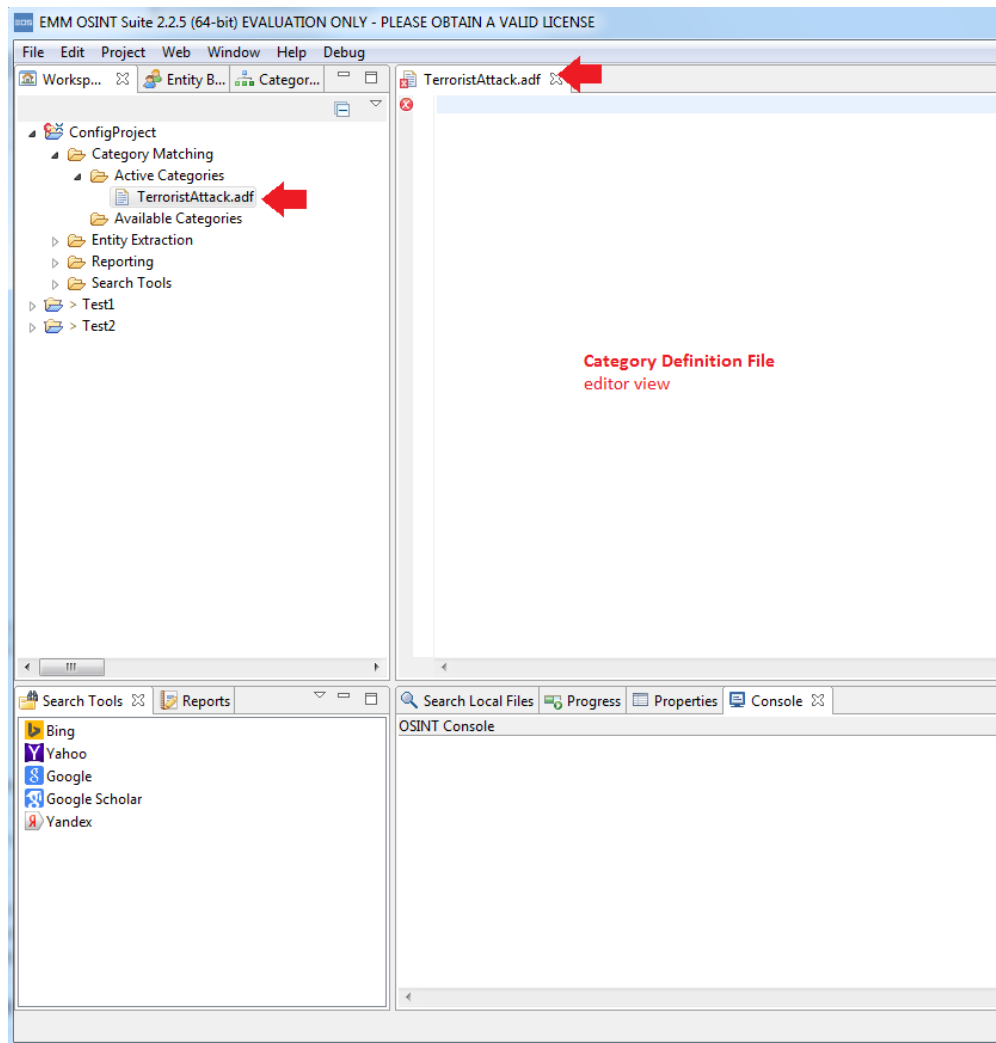 EMM OSINT Suite 2.2.5 (64-bit) EVALUATION ONLY - PLEASE OBTAIN A VALID LICENSE
File Edit Project Web Window Help Debug
Worksp... Entity B... Categor...
TerroristAttack.adf
ConfigProject
Category Matching
Active Categories
TerroristAttack.adf
Available Categories
Entity Extraction
Reporting
Search Tools
> Test1
> Test2
Category Definition File
editor view
Search Tools Reports
Bing
Yahoo
Google
Google Scholar
Yandex
Search Local Files Progress Properties Console
OSINT Console